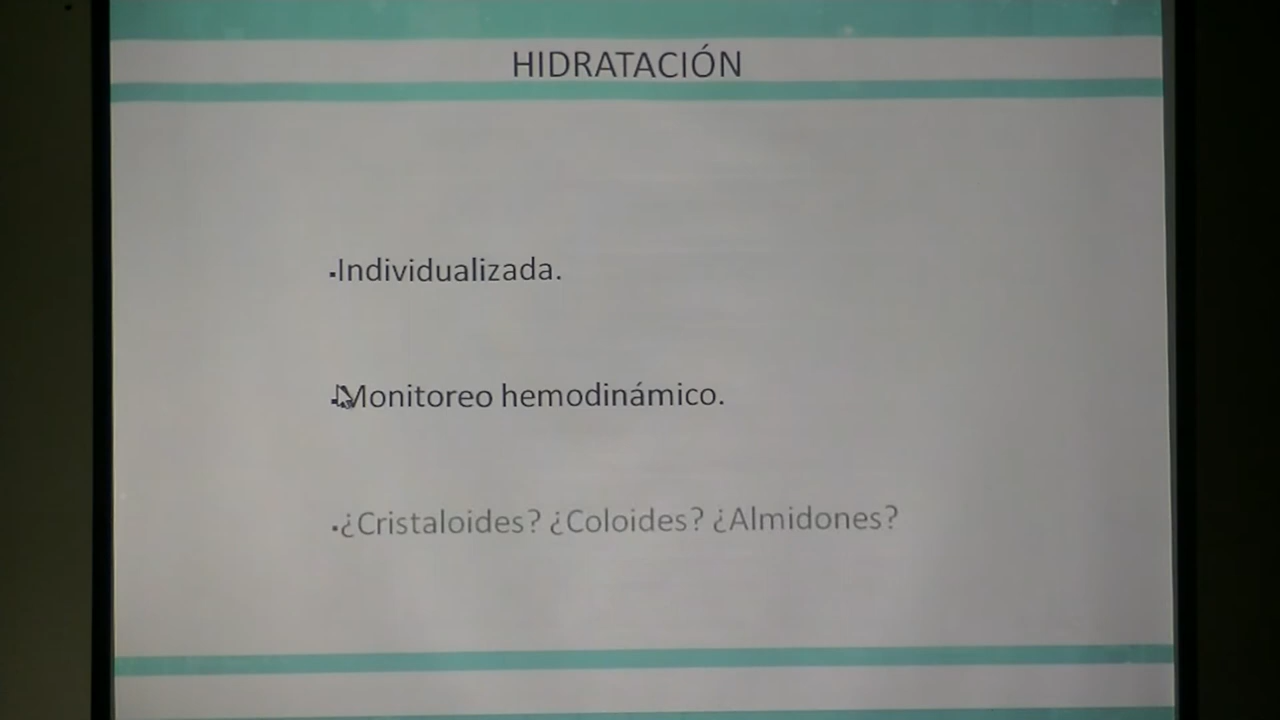 HIDRATACIÓN
▪Individualizada.
▪Monitoreo hemodinámico.
▪¿Cristaloides? ¿Coloides? ¿Almidones?